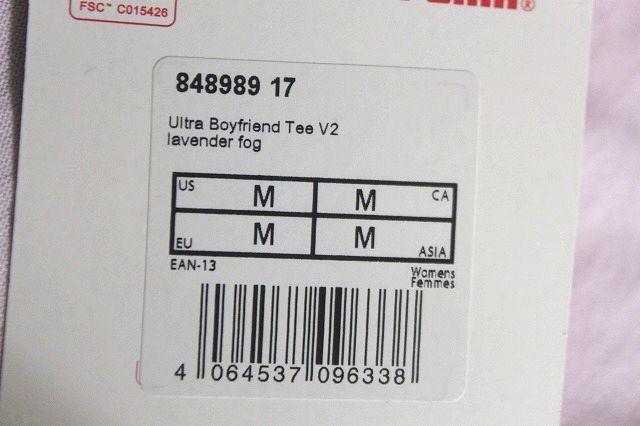 FSC™ C015426
®
848989 17
Ultra Boyfriend Tee V2
lavender fog
US M M CA
EU M M ASIA
EAN-13
Womens
Femmes
4 064537 096338